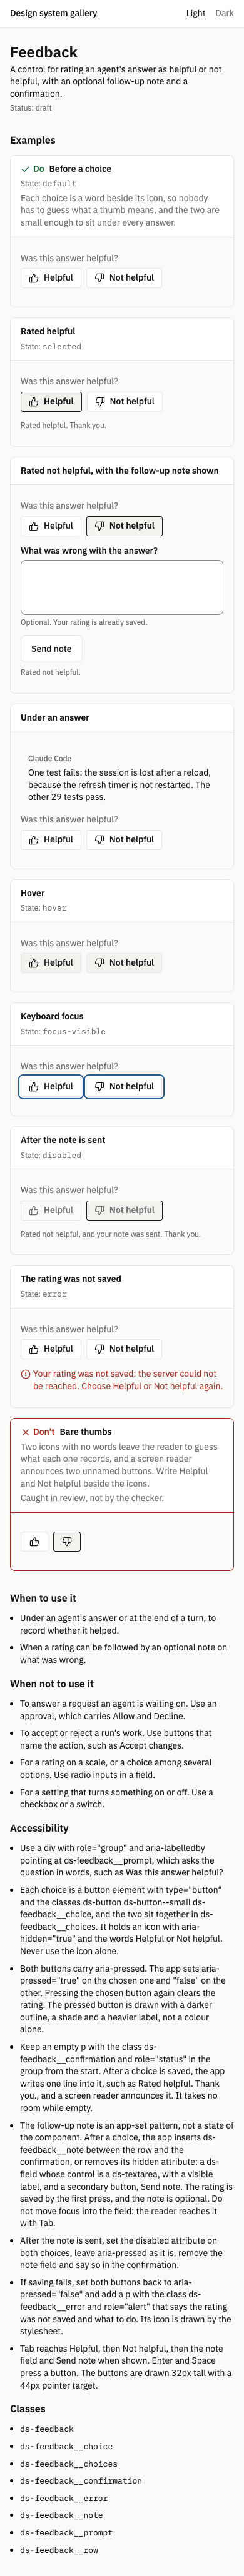 Design system gallery
Light Dark
Feedback
A control for rating an agent's answer as helpful or not
helpful, with an optional follow-up note and a
confirmation.
Status: draft
Examples
Do Before a choice
State: default
Each choice is a word beside its icon, so nobody
has to guess what a thumb means, and the two are
small enough to sit under every answer.
Was this answer helpful?
Helpful Not helpful
Rated helpful
State: selected
Was this answer helpful?
Helpful Not helpful
Rated helpful. Thank you.
Rated not helpful, with the follow-up note shown
Was this answer helpful?
Helpful Not helpful
What was wrong with the answer?
Optional. Your rating is already saved.
Send note
Rated not helpful.
Under an answer
Claude Code
One test fails: the session is lost after a reload,
because the refresh timer is not restarted. The
other 29 tests pass.
Was this answer helpful?
Helpful Not helpful
Hover
State: hover
Was this answer helpful?
Helpful Not helpful
Keyboard focus
State: focus-visible
Was this answer helpful?
Helpful Not helpful
After the note is sent
State: disabled
Was this answer helpful?
Helpful Not helpful
Rated not helpful, and your note was sent. Thank you.
The rating was not saved
State: error
Was this answer helpful?
Helpful Not helpful
Your rating was not saved: the server could not
be reached. Choose Helpful or Not helpful again.
Don't Bare thumbs
Two icons with no words leave the reader to guess
what each one records, and a screen reader
announces two unnamed buttons. Write Helpful
and Not helpful beside the icons.
Caught in review, not by the checker.
When to use it
• Under an agent's answer or at the end of a turn, to
record whether it helped.
• When a rating can be followed by an optional note on
what was wrong.
When not to use it
• To answer a request an agent is waiting on. Use an
approval, which carries Allow and Decline.
• To accept or reject a run's work. Use buttons that
name the action, such as Accept changes.
• For a rating on a scale, or a choice among several
options. Use radio inputs in a field.
• For a setting that turns something on or off. Use a
checkbox or a switch.
Accessibility
• Use a div with role="group" and aria-labelledby
pointing at ds-feedback__prompt, which asks the
question in words, such as Was this answer helpful?
• Each choice is a button element with type="button"
and the classes ds-button ds-button--small ds-
feedback__choice, and the two sit together in ds-
feedback__choices. It holds an icon with aria-
hidden="true" and the words Helpful or Not helpful.
Never use the icon alone.
• Both buttons carry aria-pressed. The app sets aria-
pressed="true" on the chosen one and "false" on the
other. Pressing the chosen button again clears the
rating. The pressed button is drawn with a darker
outline, a shade and a heavier label, not a colour
alone.
• Keep an empty p with the class ds-
feedback__confirmation and role="status" in the
group from the start. After a choice is saved, the app
writes one line into it, such as Rated helpful. Thank
you., and a screen reader announces it. It takes no
room while empty.
• The follow-up note is an app-set pattern, not a state of
the component. After a choice, the app inserts ds-
feedback__note between the row and the
confirmation, or removes its hidden attribute: a ds-
field whose control is a ds-textarea, with a visible
label, and a secondary button, Send note. The rating is
saved by the first press, and the note is optional. Do
not move focus into the field: the reader reaches it
with Tab.
• After the note is sent, set the disabled attribute on
both choices, leave aria-pressed as it is, remove the
note field and say so in the confirmation.
• If saving fails, set both buttons back to aria-
pressed="false" and add a p with the class ds-
feedback__error and role="alert" that says the rating
was not saved and what to do. Its icon is drawn by the
stylesheet.
• Tab reaches Helpful, then Not helpful, then the note
field and Send note when shown. Enter and Space
press a button. The buttons are drawn 32px tall with a
44px pointer target.
Classes
• ds-feedback
• ds-feedback__choice
• ds-feedback__choices
• ds-feedback__confirmation
• ds-feedback__error
• ds-feedback__note
• ds-feedback__prompt
• ds-feedback__row